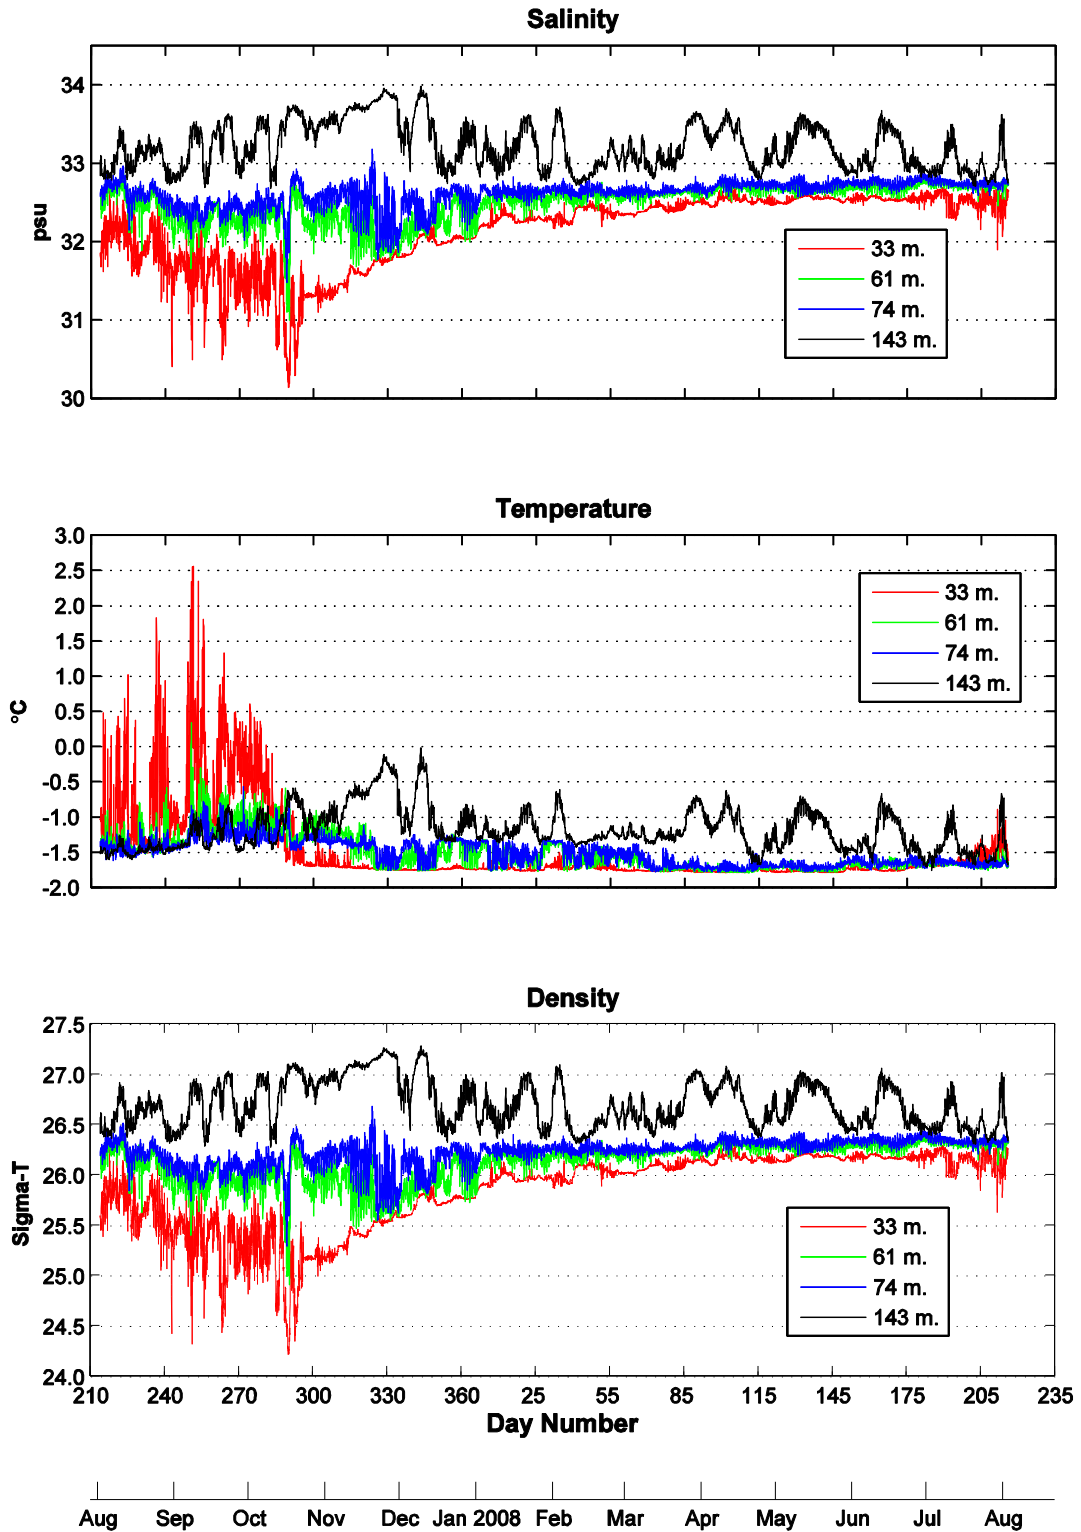 Salinity
34
33
32
31
30
psu
33 m.
61 m.
74 m.
143 m.
Temperature
3.0
2.5
2.0
1.5
1.0
0.5
0.0
-0.5
-1.0
-1.5
-2.0
°C
33 m.
61 m.
74 m.
143 m.
Density
27.5
27.0
26.5
26.0
25.5
25.0
24.5
24.0
Sigma-T
33 m.
61 m.
74 m.
143 m.
210 240 270 300 330 360 25 55 85 115 145 175 205 235
Day Number
Aug Sep Oct Nov Dec Jan 2008 Feb Mar Apr May Jun Jul Aug